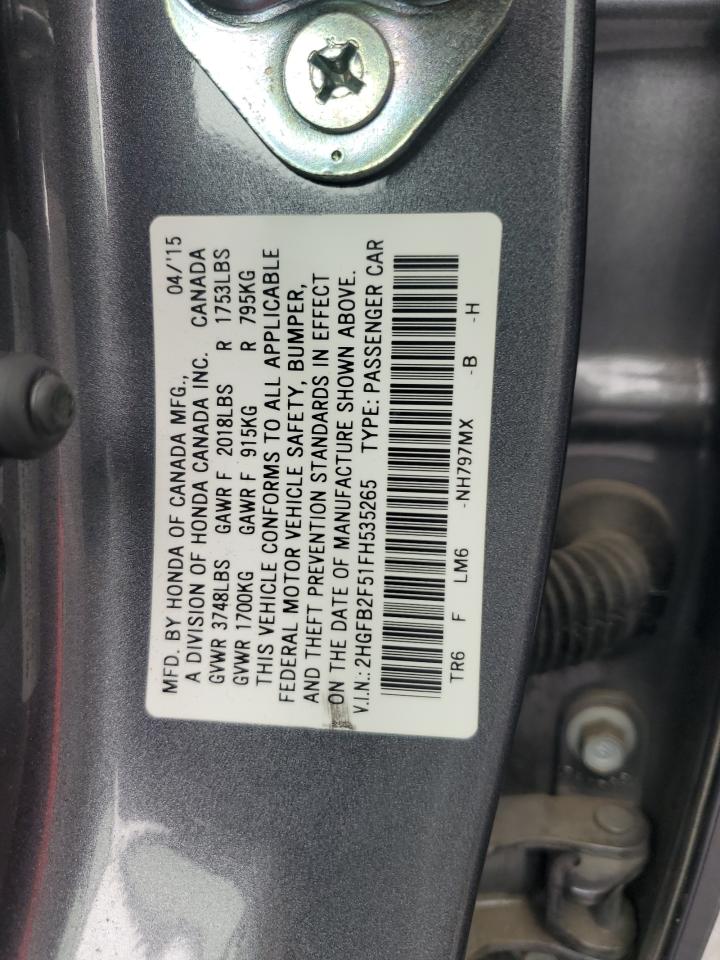 MFD. BY HONDA OF CANADA MFG., 04/'15
A DIVISION OF HONDA CANADA INC. CANADA
GVWR 3748LBS GAWR F 2018LBS R 1753LBS
GVWR 1700KG GAWR F 915KG R 795KG
THIS VEHICLE CONFORMS TO ALL APPLICABLE
FEDERAL MOTOR VEHICLE SAFETY, BUMPER,
AND THEFT PREVENTION STANDARDS IN EFFECT
ON THE DATE OF MANUFACTURE SHOWN ABOVE.
V.I.N.: 2HGFB2F51FH535265 TYPE: PASSENGER CAR
TR6 F LM6 -NH797MX -B -H